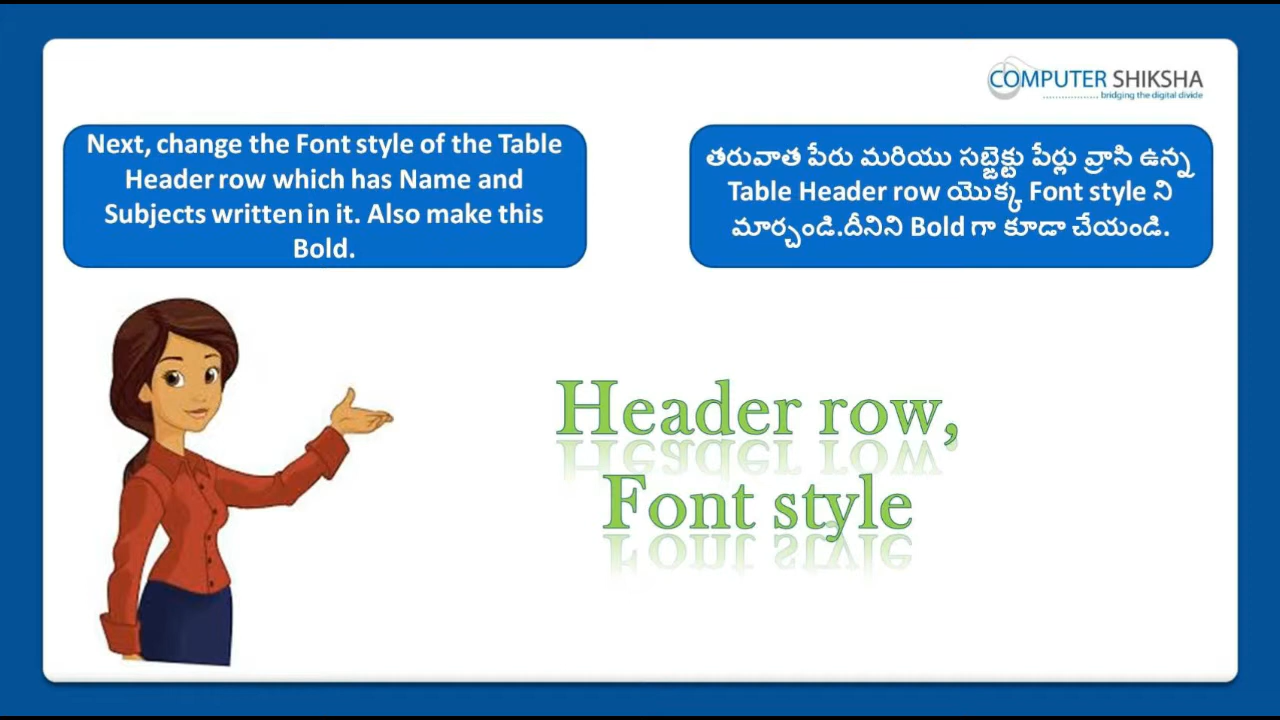 COMPUTER SHIKSHA
bridging the digital divide
Next, change the Font style of the Table
Header row which has Name and
Subjects written in it. Also make this
Bold.
తరువాత పేరు మరియు సబ్జెక్టు పేర్లు వ్రాసి ఉన్న
Table Header row యొక్క Font style ని
మార్చండి.దీనిని Bold గా కూడా చేయండి.
Header row,
Font style